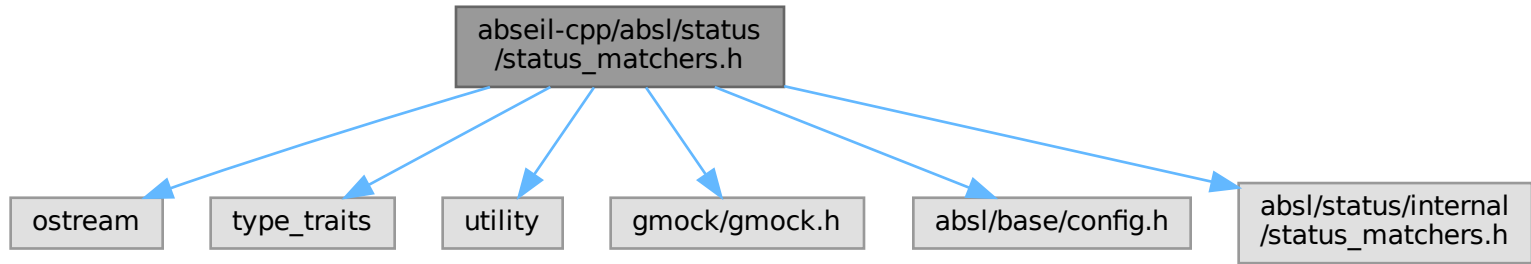 abseil-cpp/absl/status
/status_matchers.h
ostream
type_traits
utility
gmock/gmock.h
absl/base/config.h
absl/status/internal
/status_matchers.h